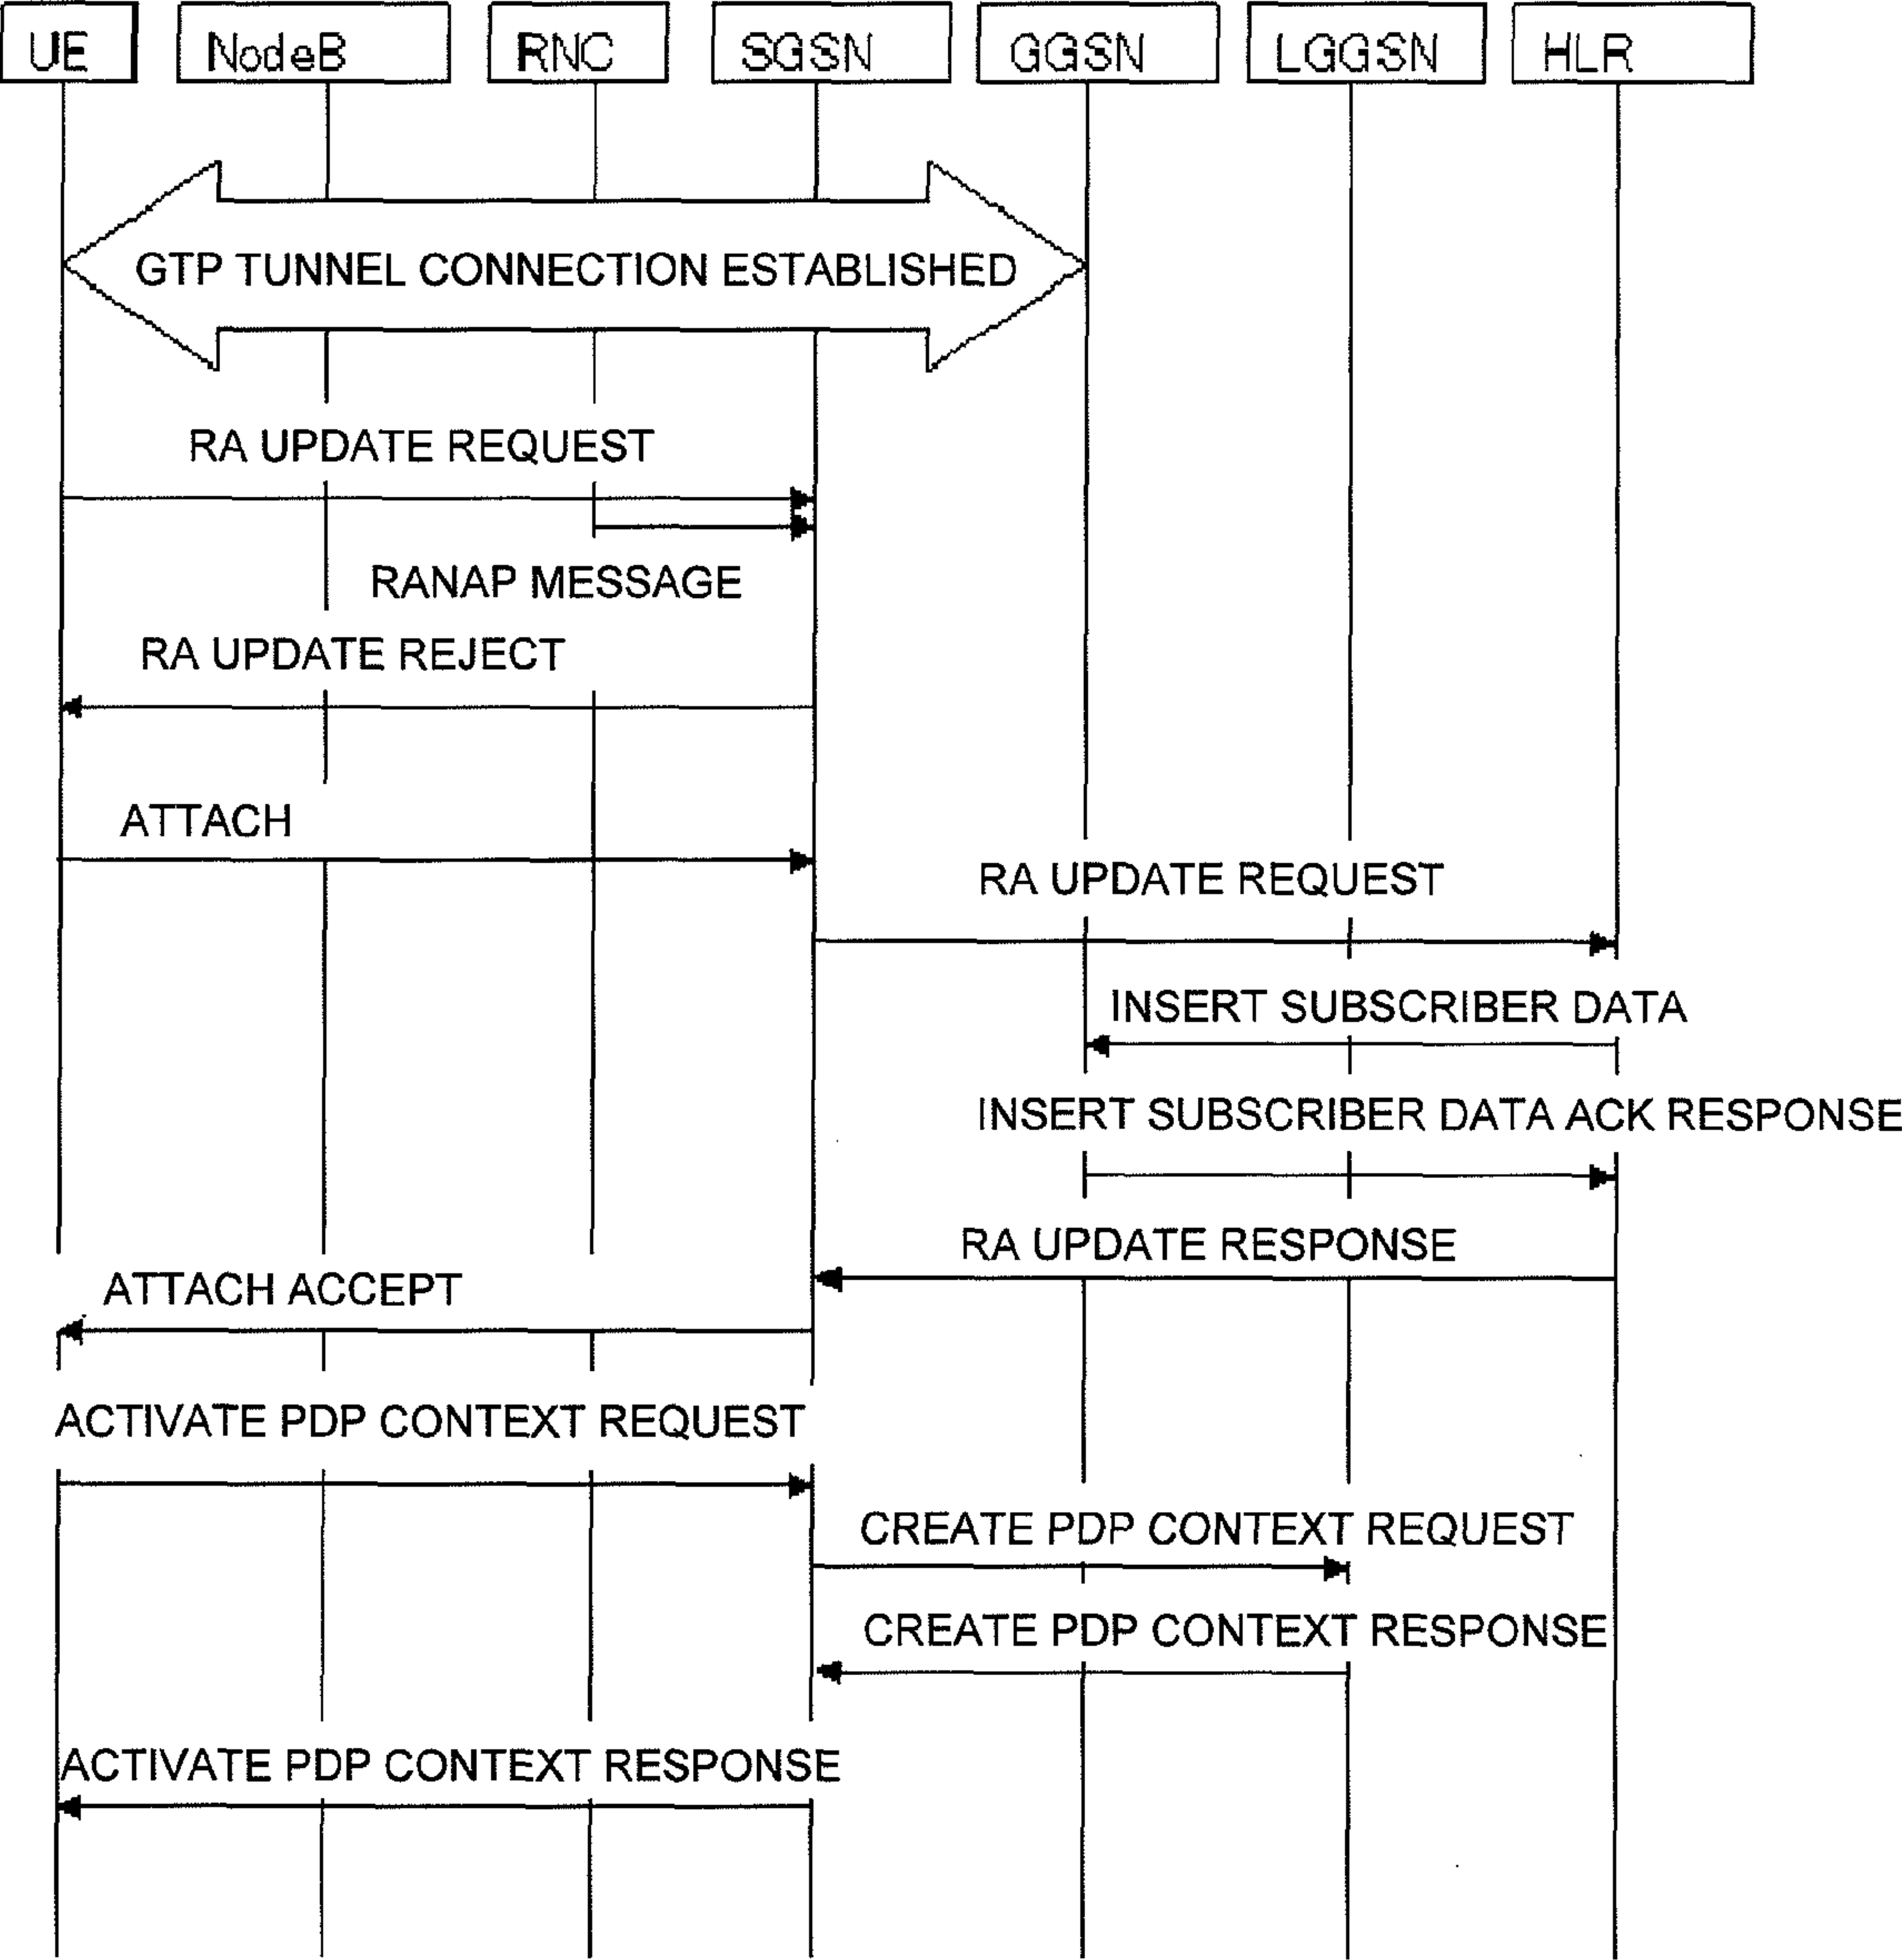 UE NodeB RNC SGSN GGSN LGGSN HLR
GTP TUNNEL CONNECTION ESTABLISHED
RA UPDATE REQUEST
RANAP MESSAGE
RA UPDATE REJECT
ATTACH
RA UPDATE REQUEST
INSERT SUBSCRIBER DATA
INSERT SUBSCRIBER DATA ACK RESPONSE
RA UPDATE RESPONSE
ATTACH ACCEPT
ACTIVATE PDP CONTEXT REQUEST
CREATE PDP CONTEXT REQUEST
CREATE PDP CONTEXT RESPONSE
ACTIVATE PDP CONTEXT RESPONSE